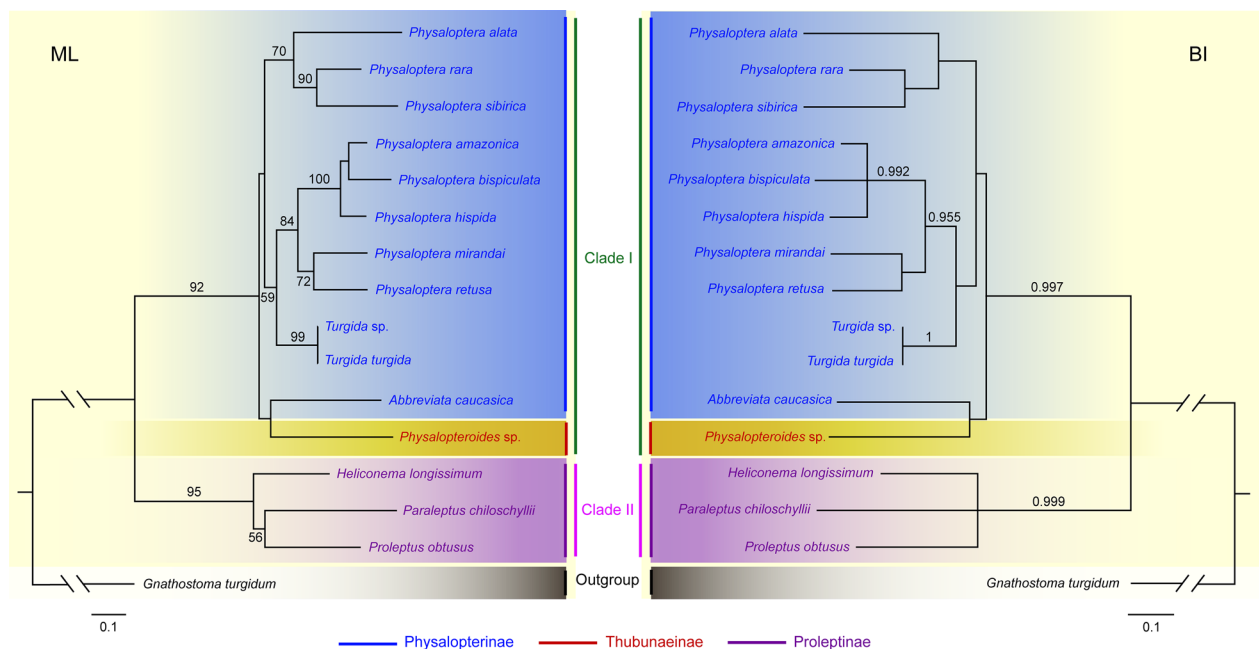 ML
70
Physaloptera alata
90
Physaloptera rara
Physaloptera sibirica
Physaloptera amazonica
100
Physaloptera bispiculata
Physaloptera hispida
84
Physaloptera mirandai
72
Physaloptera retusa
92
59
Turgida sp.
99
Turgida turgida
Abbreviata caucasica
Physalopteroides sp.
Heliconema longissimum
95
Paraleptus chiloschyllii
56
Proleptus obtusus
Gnathostoma turgidum
0.1
Clade I
Clade II
Outgroup
BI
Physaloptera alata
Physaloptera rara
Physaloptera sibirica
Physaloptera amazonica
0.992
Physaloptera bispiculata
Physaloptera hispida
0.955
Physaloptera mirandai
Physaloptera retusa
0.997
Turgida sp.
1
Turgida turgida
Abbreviata caucasica
Physalopteroides sp.
Heliconema longissimum
0.999
Paraleptus chiloschyllii
Proleptus obtusus
Gnathostoma turgidum
0.1
Physalopterinae
Thubunaeinae
Proleptinae